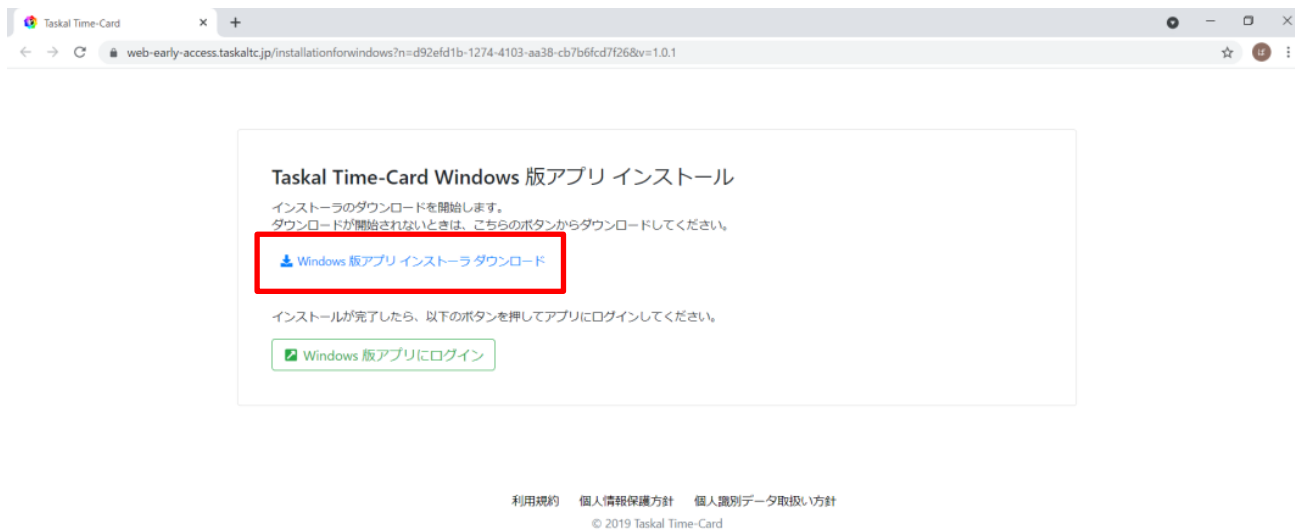 Taskal Time-Card
web-early-access.taskaltc.jp/installationforwindows?n=d92efd1b-1274-4103-aa38-cb7b6fcd7f26&v=1.0.1
ば
Taskal Time-Card Windows 版アプリ インストール
インストーラのダウンロードを開始します。
ダウンロードが開始されないときは、こちらのボタンからダウンロードしてください。
Windows 版アプリ インストーラ ダウンロード
インストールが完了したら、以下のボタンを押してアプリにログインしてください。
Windows 版アプリにログイン
利用規約 個人情報保護方針 個人識別データ取扱い方針
© 2019 Taskal Time-Card